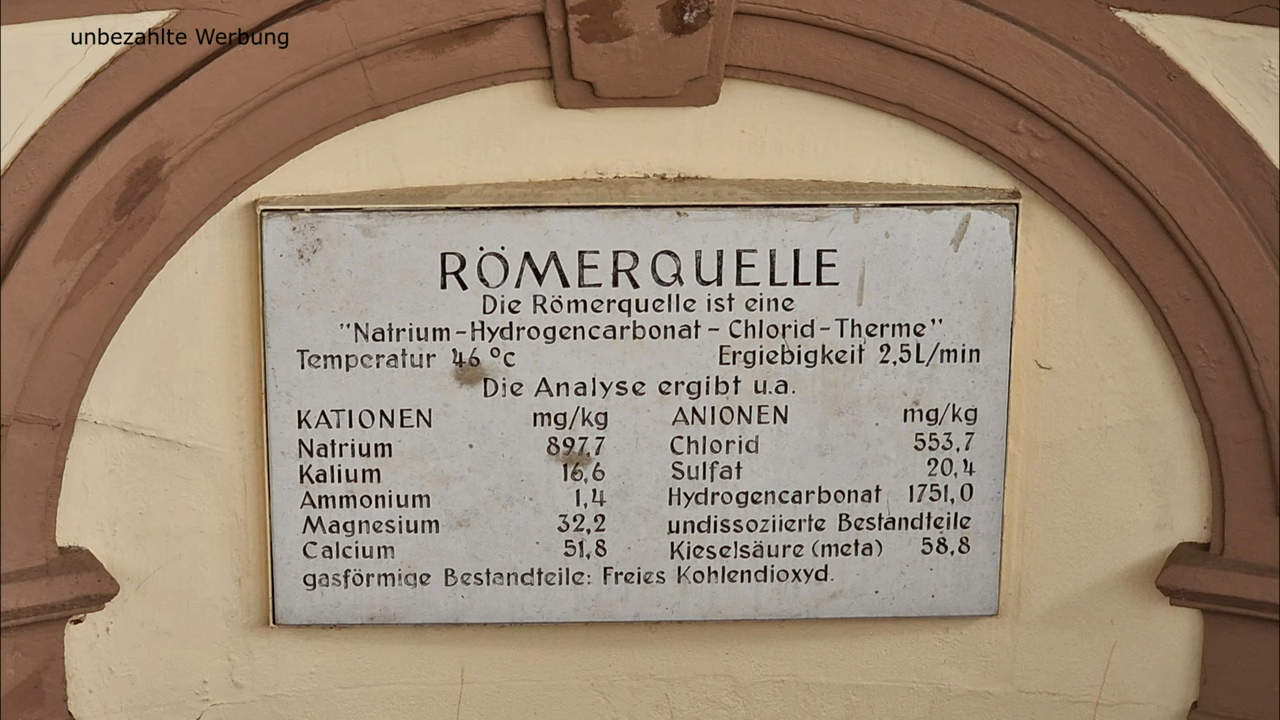 unbezahlte Werbung
RÖMERQUELLE
Die Römerquelle ist eine
"Natrium-Hydrogencarbonat-Chlorid-Therme"
Temperatur 46 °C Ergiebigkeit 2,5L/min
Die Analyse ergibt u.a.
KATIONEN mg/kg ANIONEN mg/kg
Natrium 897,7 Chlorid 553,7
Kalium 16,6 Sulfat 20,4
Ammonium 1,4 Hydrogencarbonat 1751,0
Magnesium 32,2 undissoziierte Bestandteile
Calcium 51,8 Kieselsäure (meta) 58,8
gasförmige Bestandteile: Freies Kohlendioxyd.